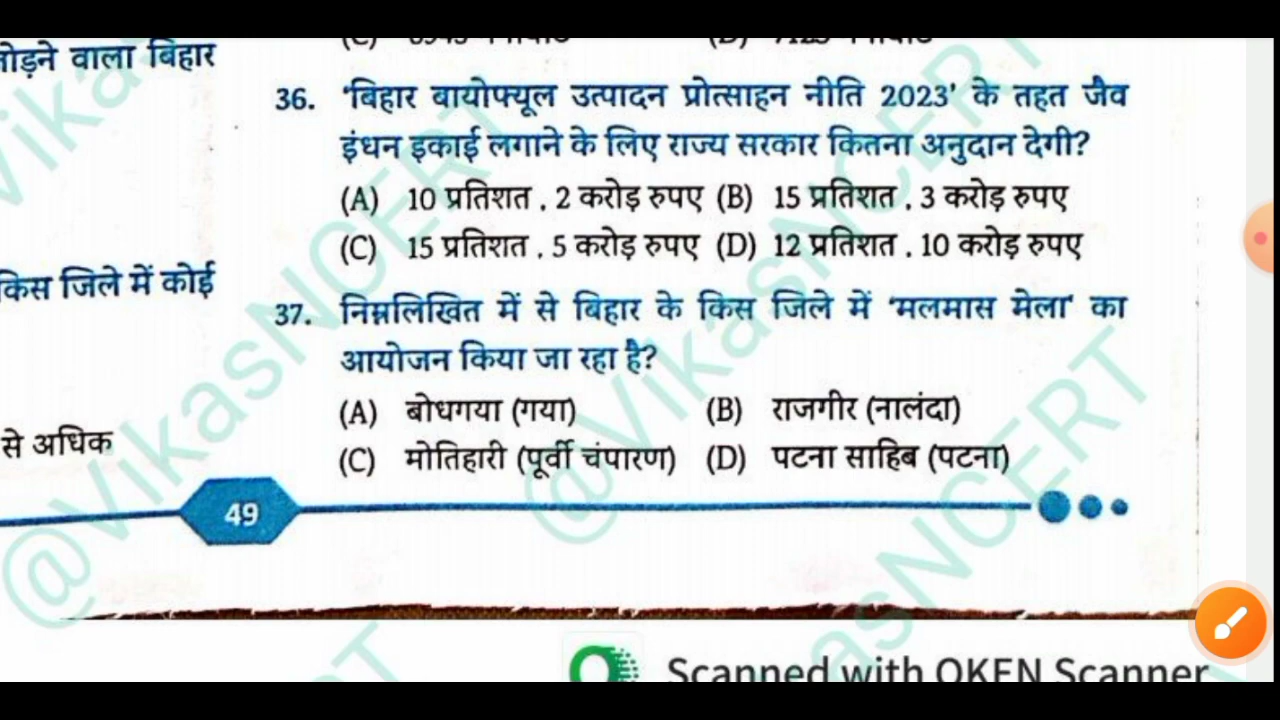 तोड़ने वाला बिहार
किस जिले में कोई
से अधिक
36. 'बिहार बायोफ्यूल उत्पादन प्रोत्साहन नीति 2023' के तहत जैव
इंधन इकाई लगाने के लिए राज्य सरकार कितना अनुदान देगी?
(A) 10 प्रतिशत . 2 करोड़ रुपए (B) 15 प्रतिशत . 3 करोड़ रुपए
(C) 15 प्रतिशत . 5 करोड़ रुपए (D) 12 प्रतिशत . 10 करोड़ रुपए
37. निम्नलिखित में से बिहार के किस जिले में 'मलमास मेला' का
आयोजन किया जा रहा है?
(A) बोधगया (गया) (B) राजगीर (नालंदा)
(C) मोतिहारी (पूर्वी चंपारण) (D) पटना साहिब (पटना)
49
@VikasNCERT
@VikasNCERT
Scanned with OKEN Scanner